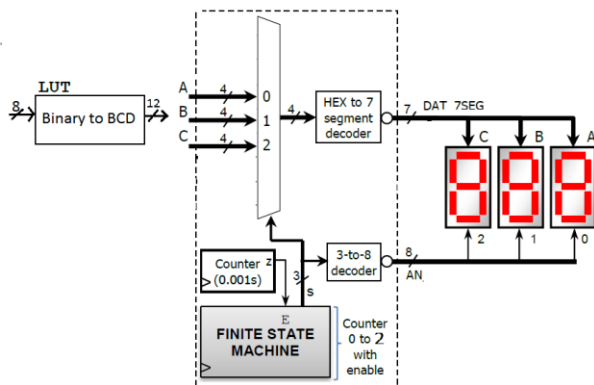 LUT
8
Binary to BCD
12
A
4
0
B
4
1
C
4
2
4
HEX to 7
segment
decoder
7
DAT 7SEG
C
B
A
2
1
0
Counter
(0.001s)
z
3
s
3-to-8
decoder
8
AN
E
FINITE STATE
MACHINE
Counter
0 to 2
with
enable